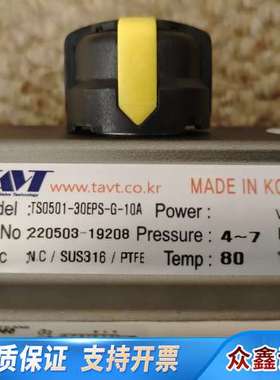 TAVT
www.tavt.co.kr
MADE IN KO
del :TS0501-30EPS-G-10A Power :
No 220503-19208 Pressure : 4~7
C N.C / SUS316 / PTFE Temp : 80
质保证 支持开票
众鑫